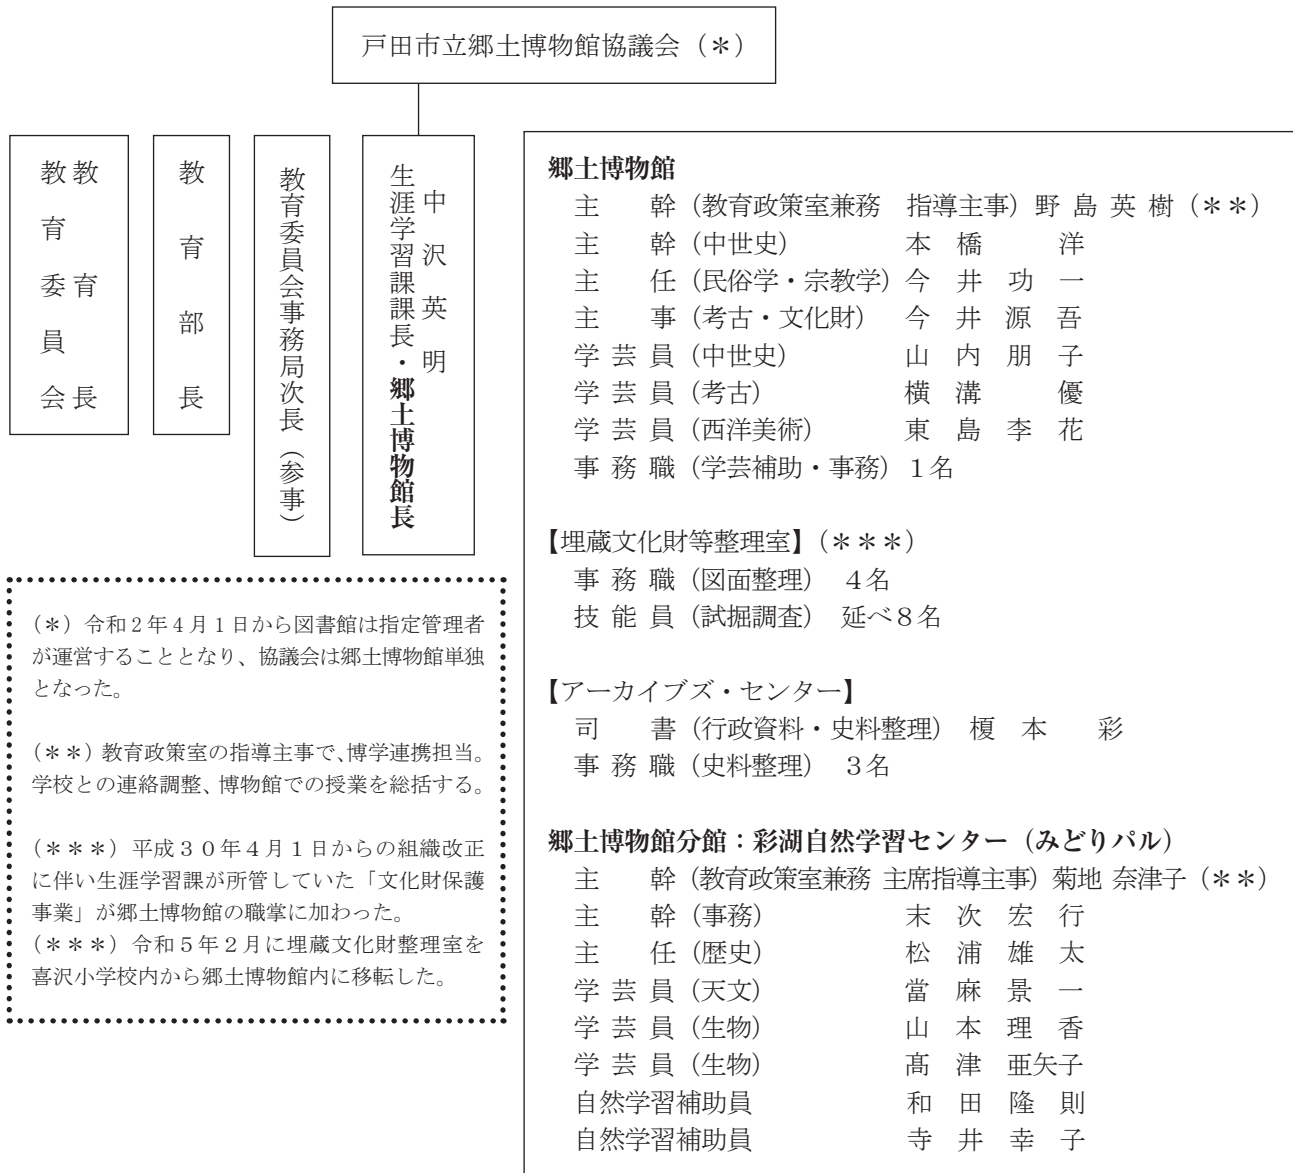 戸田市立郷土博物館協議会（＊）
教育委員会
教育長
教育部長
教育委員会事務局次長（参事）
生涯学習課課長・郷土博物館長
中沢英明
郷土博物館
主　　幹（教育政策室兼務　指導主事）野島英樹（＊＊）
主　　幹（中世史）　本橋　洋
主　　任（民俗学・宗教学）今井功一
主　　事（考古・文化財）　今井源吾
学芸員（中世史）　山内朋子
学芸員（考古）　横溝　優
学芸員（西洋美術）　東島李花
事務職（学芸補助・事務）１名
【埋蔵文化財等整理室】（＊＊＊）
事務職（図面整理）　４名
技能員（試掘調査）　延べ８名
【アーカイブズ・センター】
司　　書（行政資料・史料整理）　榎本　彩
事務職（史料整理）　３名
郷土博物館分館：彩湖自然学習センター（みどりパル）
主　　幹（教育政策室兼務 主席指導主事）菊地 奈津子（＊＊）
主　　幹（事務）　末次宏行
主　　任（歴史）　松浦雄太
学芸員（天文）　當麻景一
学芸員（生物）　山本理香
学芸員（生物）　髙津　亜矢子
自然学習補助員　和田隆則
自然学習補助員　寺井幸子
（＊）令和２年４月１日から図書館は指定管理者
が運営することとなり、協議会は郷土博物館単独
となった。
（＊＊）教育政策室の指導主事で、博学連携担当。
学校との連絡調整、博物館での授業を総括する。
（＊＊＊）平成３０年４月１日からの組織改正
に伴い生涯学習課が所管していた「文化財保護
事業」が郷土博物館の職掌に加わった。
（＊＊＊）令和５年２月に埋蔵文化財整理室を
喜沢小学校内から郷土博物館内に移転した。